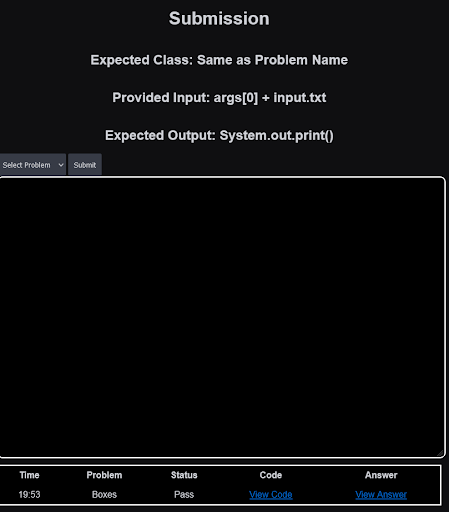 Submission
Expected Class: Same as Problem Name
Provided Input: args[0] + input.txt
Expected Output: System.out.print()
Select Problem Submit
Time Problem Status Code Answer
19:53 Boxes Pass View Code View Answer